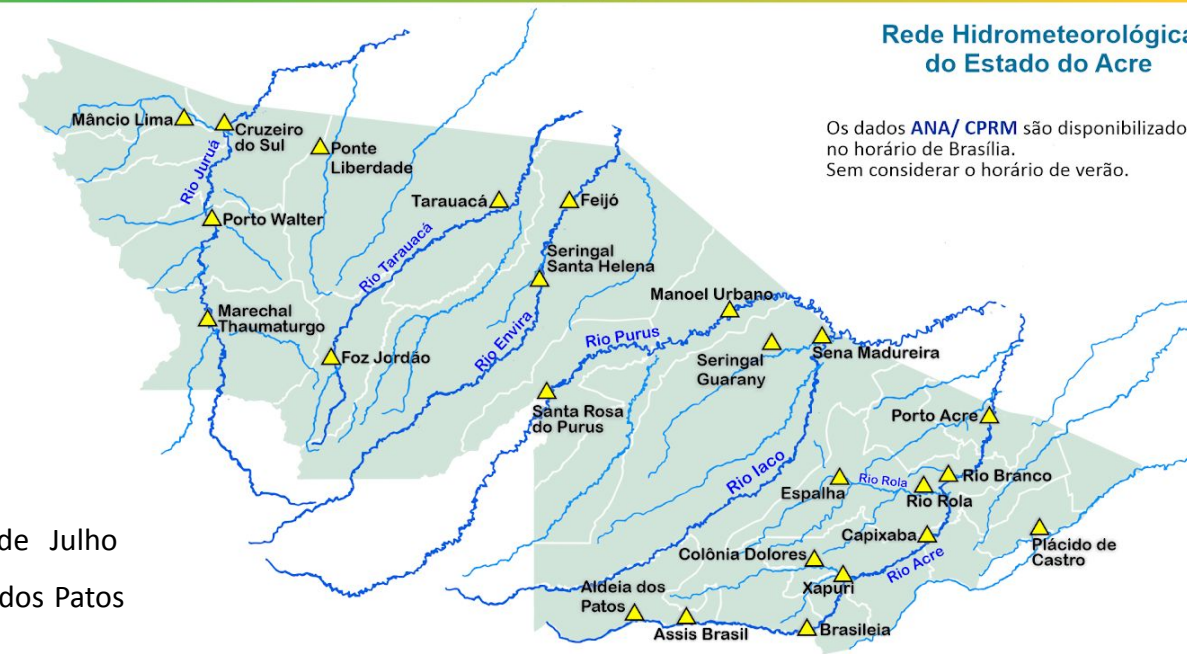 Rede Hidrometeorológica
do Estado do Acre
Os dados ANA/ CPRM são disponibilizado
no horário de Brasília.
Sem considerar o horário de verão.
Mâncio Lima
Cruzeiro
do Sul
Ponte
Liberdade
Rio Juruá
Porto Walter
Tarauacá
Feijó
Rio Tarauacá
Seringal
Santa Helena
Marechal
Thaumaturgo
Foz Jordão
Rio Envira
Manoel Urbano
Rio Purus
Seringal
Guarany
Sena Madureira
Santa Rosa
do Purus
Porto Acre
Rio Iaco
Espalha
Rio Rola
Rio Branco
Rio Rola
Capixaba
Plácido de
Castro
Colônia Dolores
Rio Acre
Xapuri
Aldeia dos
Patos
Assis Brasil
Brasileia
de Julho
dos Patos